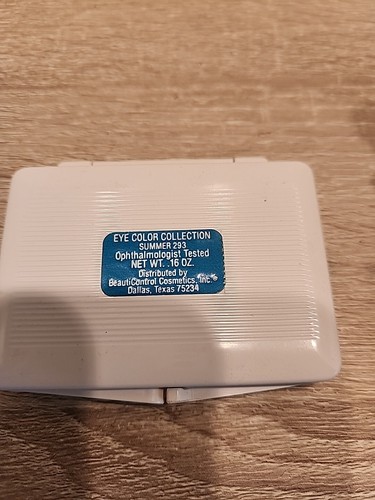 EYE COLOR COLLECTION
SUMMER 293
Ophthalmologist Tested
NET WT. .16 OZ.
Distributed by
BeautiControl Cosmetics, Inc.
Dallas, Texas 75234